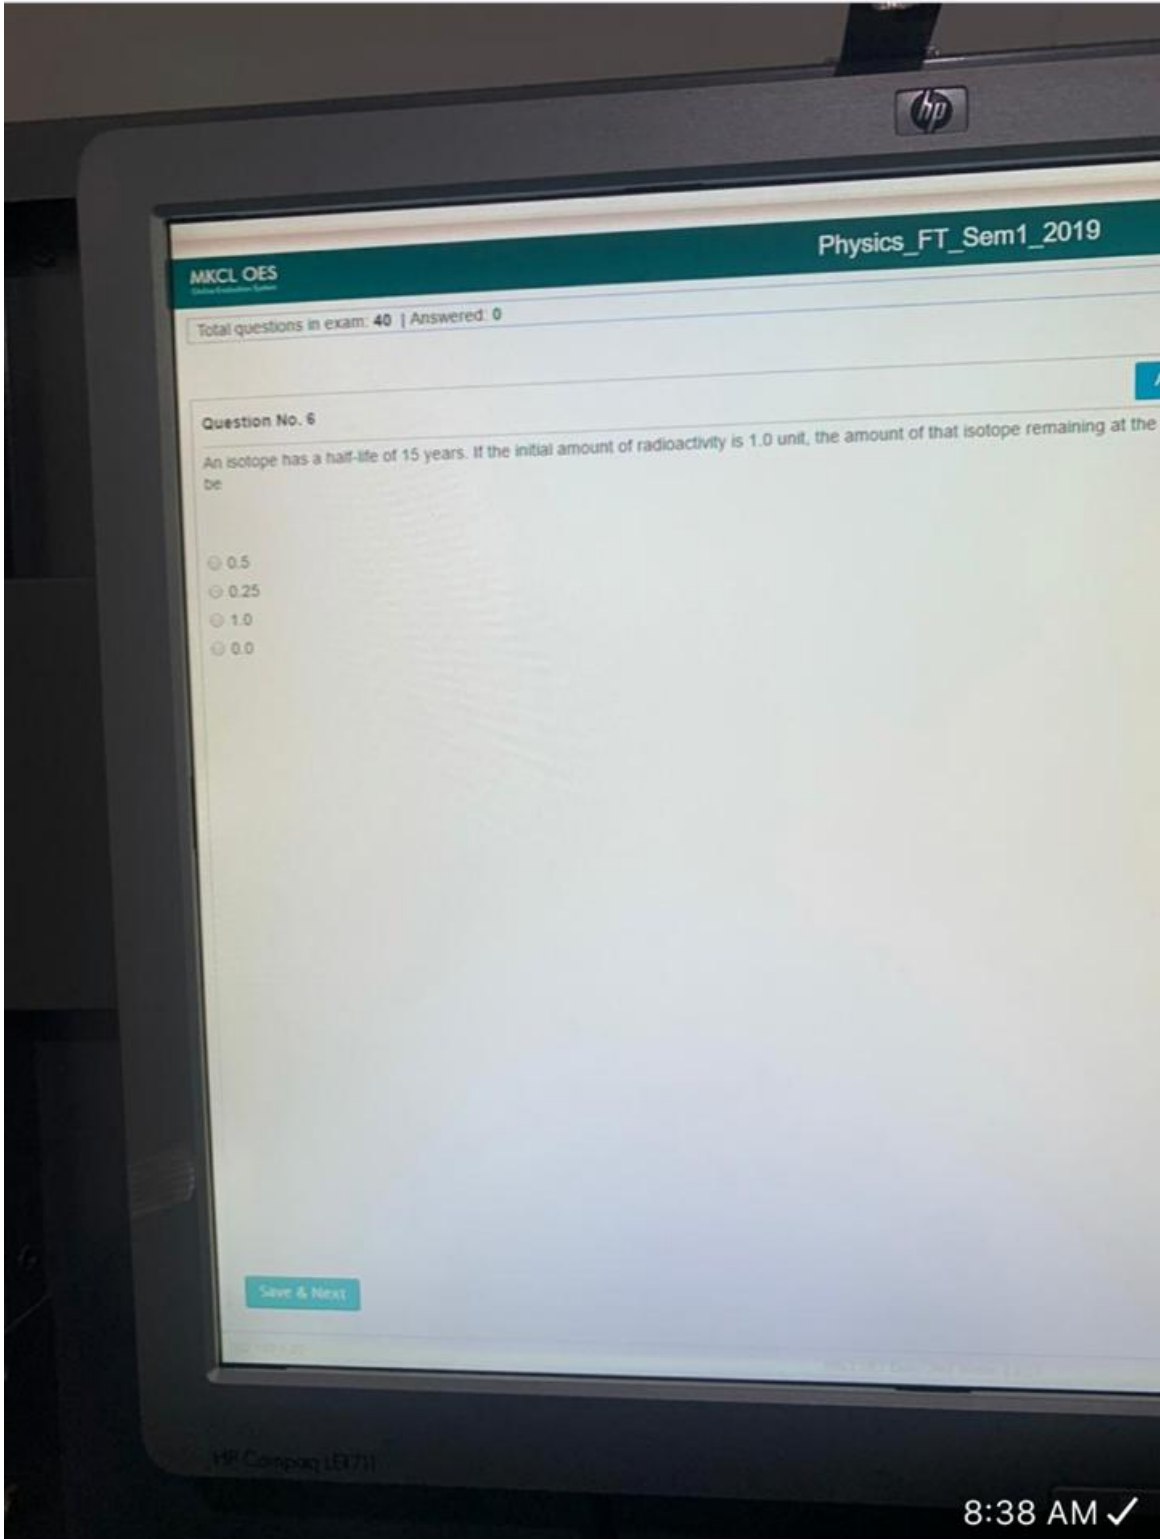 hp
Physics_FT_Sem1_2019
MKCL OES
Online Evaluation System
Total questions in exam: 40 | Answered: 0
A
Question No. 6
An isotope has a half-life of 15 years. If the initial amount of radioactivity is 1.0 unit, the amount of that isotope remaining at the
be
0.5
0.25
1.0
0.0
Save & Next
HP Compaq LE1711
8:38 AM ✓